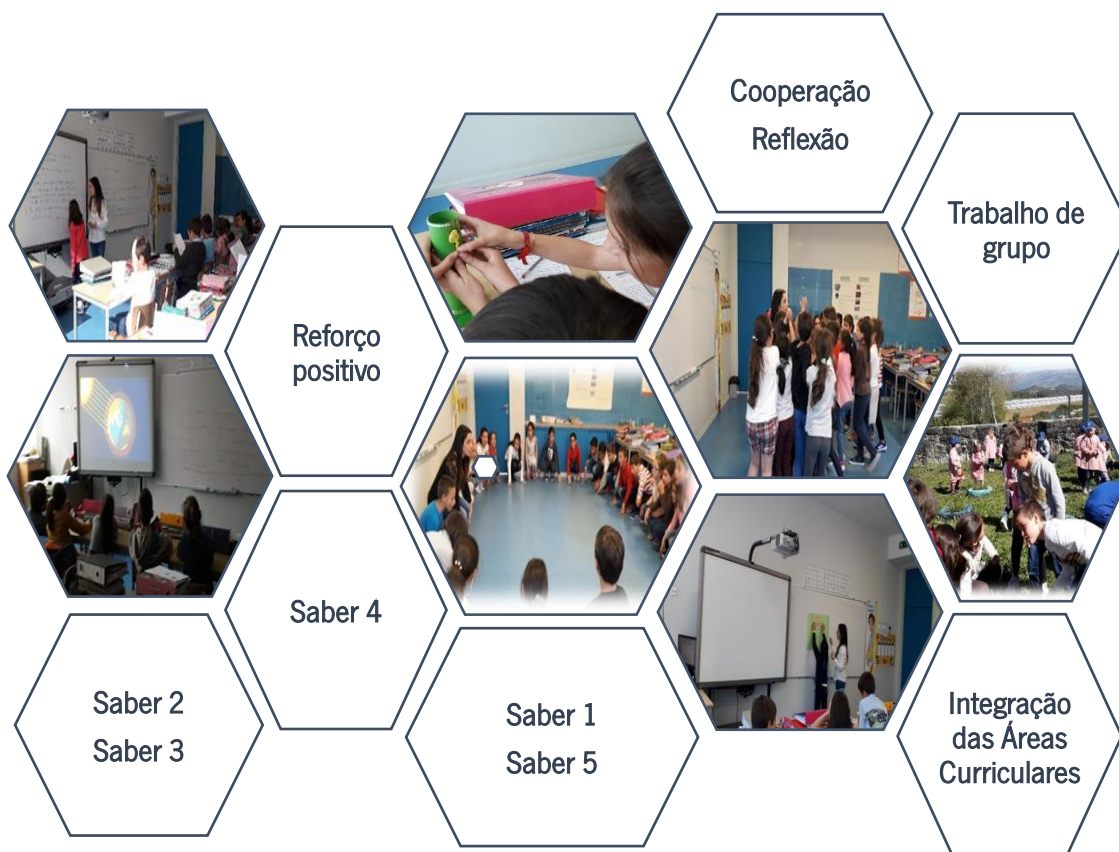 Cooperação
Reflexão
Trabalho de
grupo
Reforço
positivo
Saber 4
Saber 2
Saber 3
Saber 1
Saber 5
Integração
das Áreas
Curriculares